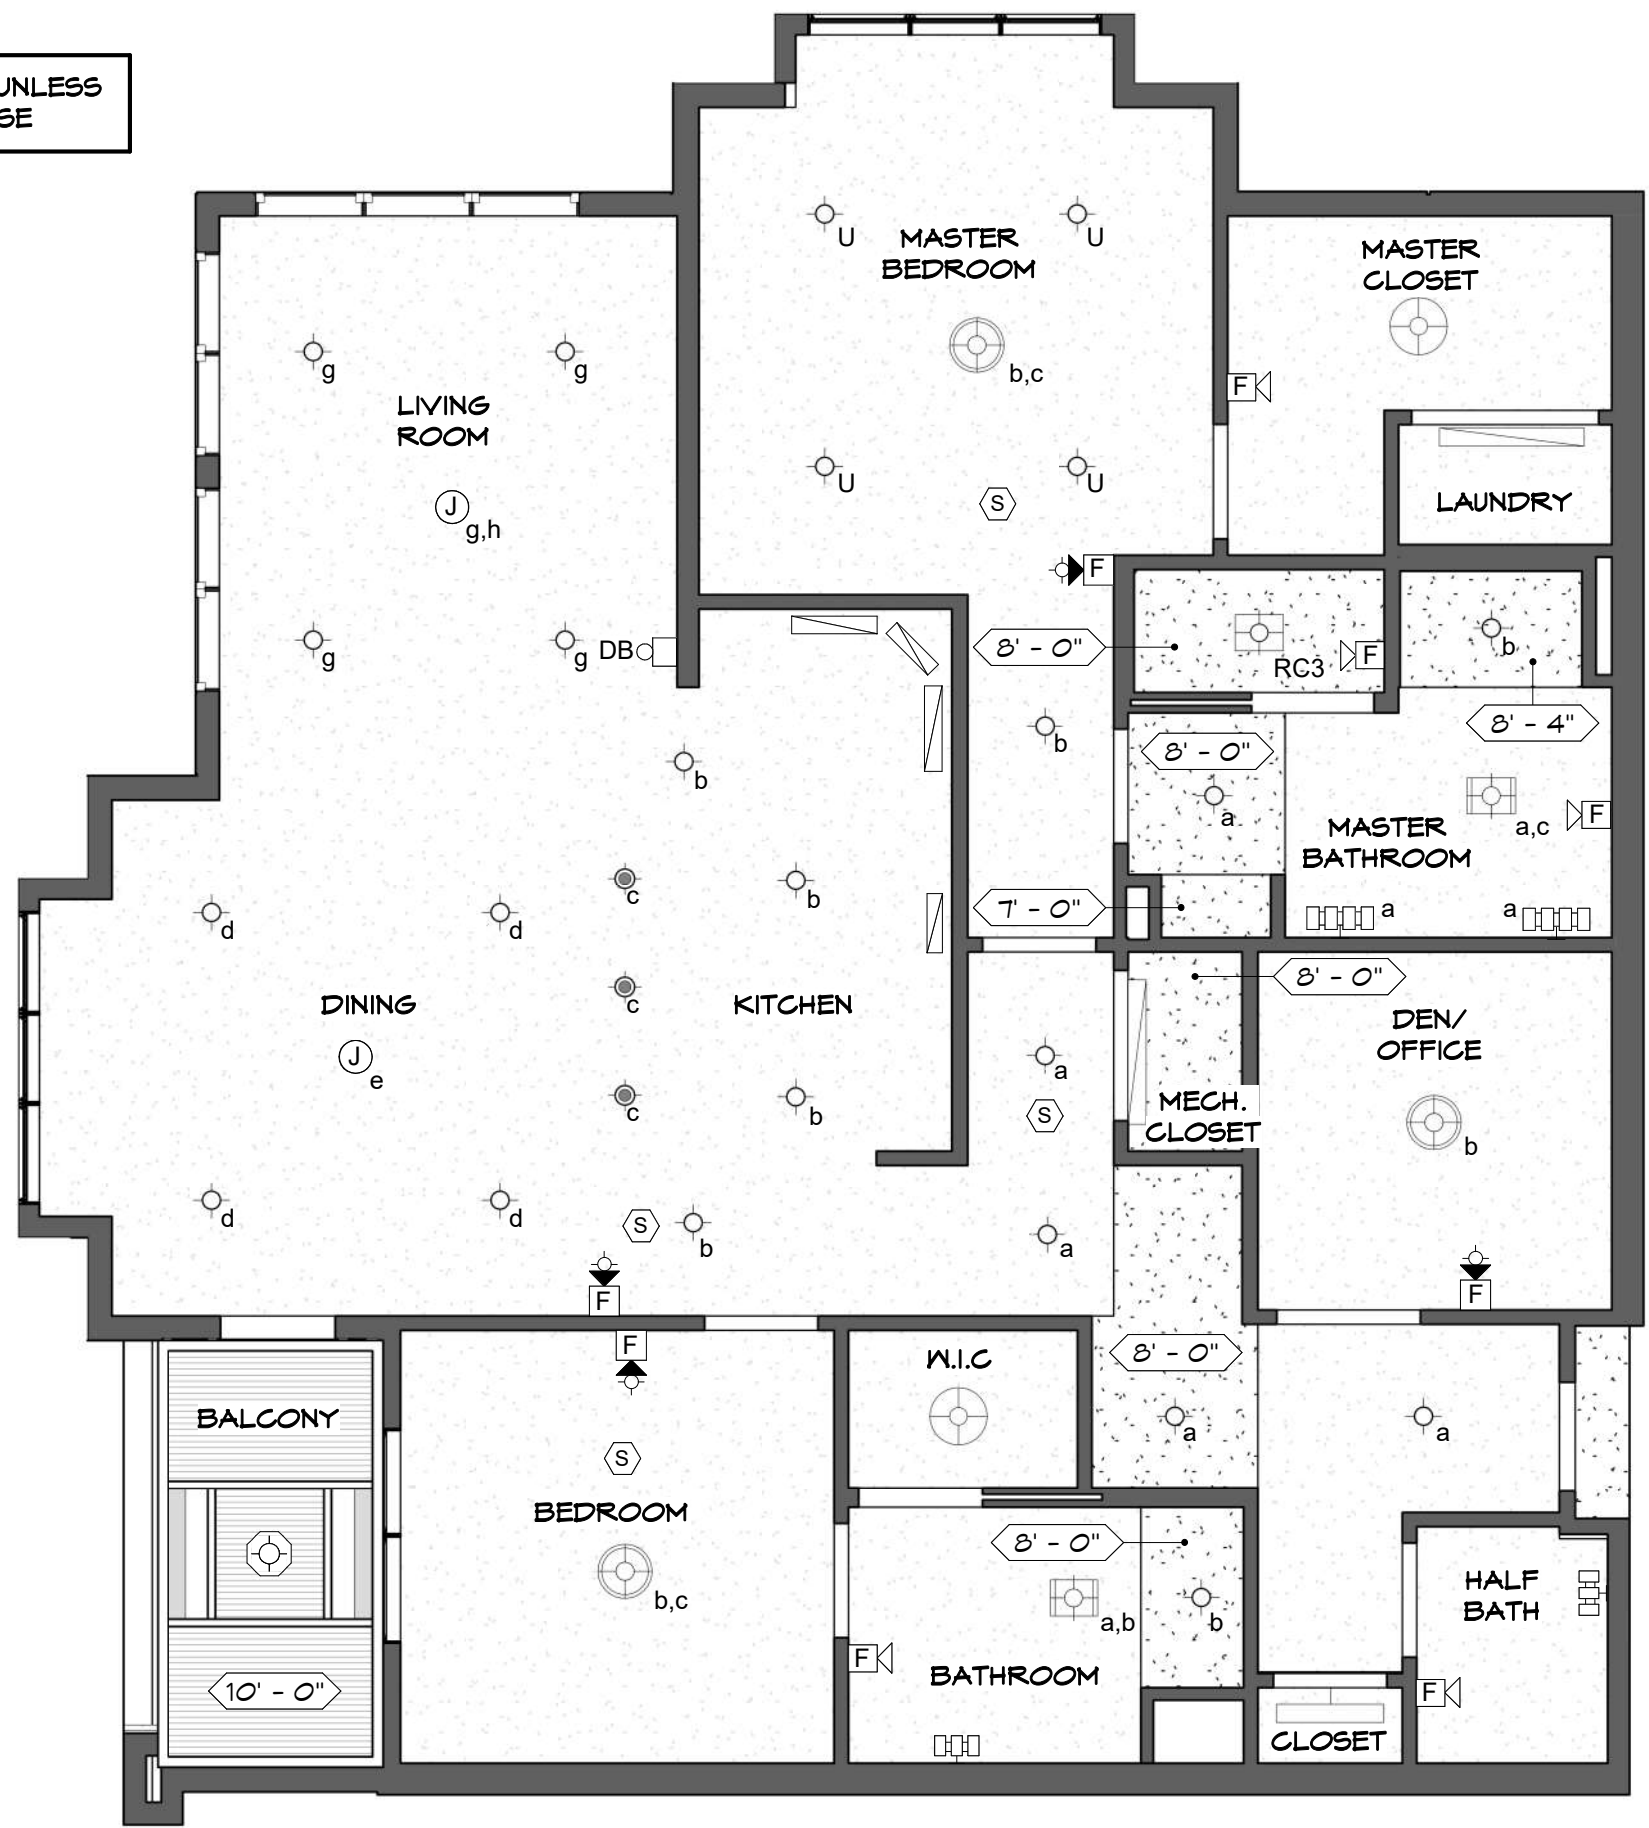 UNLESS
SE
U
U
MASTER
BEDROOM
MASTER
CLOSET
g
g
b,c
F
LIVING
ROOM
U
U
S
LAUNDRY
J
g,h
F
8' - 0"
RC3
F
b
g
g
DB
8' - 4"
b
8' - 0"
b
a
a,c
F
MASTER
BATHROOM
c
b
7' - 0"
a
a
d
d
8' - 0"
DINING
c
KITCHEN
DEN/
OFFICE
J
e
a
S
MECH.
CLOSET
c
b
b
d
d
S
b
a
F
F
F
W.I.C
8' - 0"
BALCONY
a
a
S
BEDROOM
8' - 0"
HALF
BATH
b,c
a,b
b
F
BATHROOM
F
10' - 0"
CLOSET